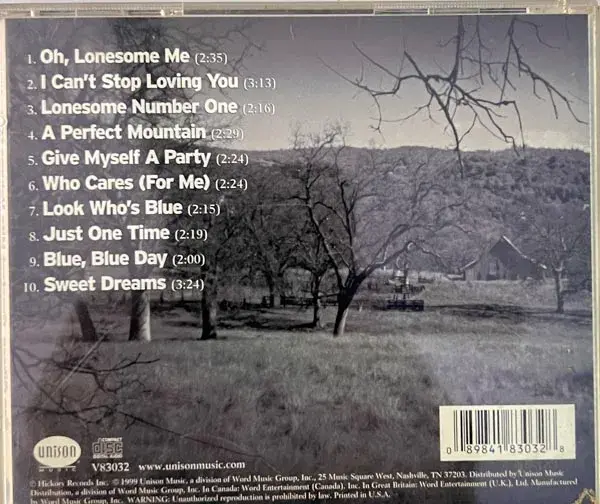 1. Oh, Lonesome Me (2:35)
2. I Can't Stop Loving You (3:13)
3. Lonesome Number One (2:16)
4. A Perfect Mountain (2:29)
5. Give Myself A Party (2:24)
6. Who Cares (For Me) (2:24)
7. Look Who's Blue (2:15)
8. Just One Time (2:19)
9. Blue, Blue Day (2:00)
10. Sweet Dreams (3:24)
unison
MUSIC
COMPACT
disc
DIGITAL AUDIO
V83032 www.unisonmusic.com
0 89841 83032 8
℗ Hickory Records Inc. © 1999 Unison Music, a division of Word Music Group, Inc., 25 Music Square West, Nashville, TN 37203. Distributed by Unison Music
Distribution, a division of Word Music Group, Inc. In Canada: Word Entertainment (Canada), Inc. In Great Britain: Word Entertainment (U.K.), Ltd. Manufactured
by Word Music Group, Inc. WARNING: Unauthorized reproduction is prohibited by law. Printed in U.S.A.